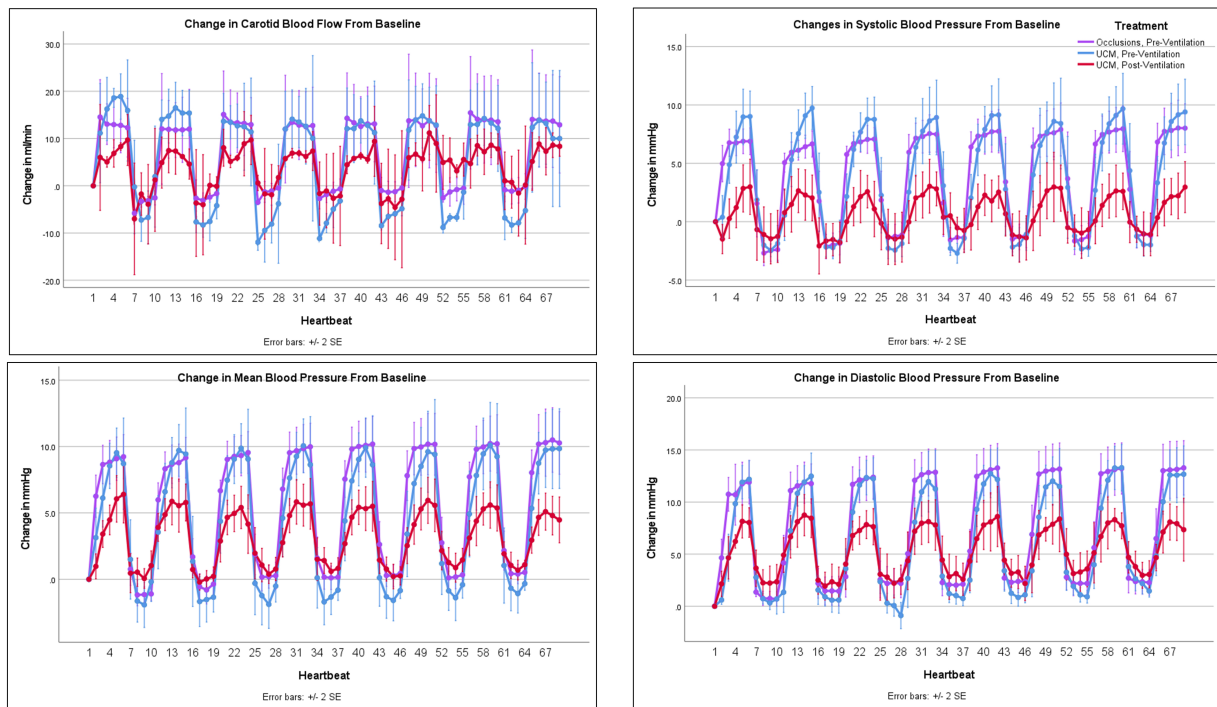 Change in Carotid Blood Flow From Baseline
30.0
20.0
10.0
.0
-10.0
-20.0
Change in ml/min
1 4 7 10 13 16 19 22 25 28 31 34 37 40 43 46 49 52 55 58 61 64 67
Heartbeat
Error bars: +/- 2 SE
Changes in Systolic Blood Pressure From Baseline
Treatment
Occlusions, Pre-Ventilation
UCM, Pre-Ventilation
UCM, Post-Ventilation
15.0
10.0
5.0
.0
-5.0
Change in mmHg
1 4 7 10 13 16 19 22 25 28 31 34 37 40 43 46 49 52 55 58 61 64 67
Heartbeat
Error bars: +/- 2 SE
Change in Mean Blood Pressure From Baseline
15.0
10.0
5.0
.0
Change in mmHg
1 4 7 10 13 16 19 22 25 28 31 34 37 40 43 46 49 52 55 58 61 64 67
Heartbeat
Error bars: +/- 2 SE
Change in Diastolic Blood Pressure From Baseline
20.0
15.0
10.0
5.0
.0
Change in mmHg
1 4 7 10 13 16 19 22 25 28 31 34 37 40 43 46 49 52 55 58 61 64 67
Heartbeat
Error bars: +/- 2 SE